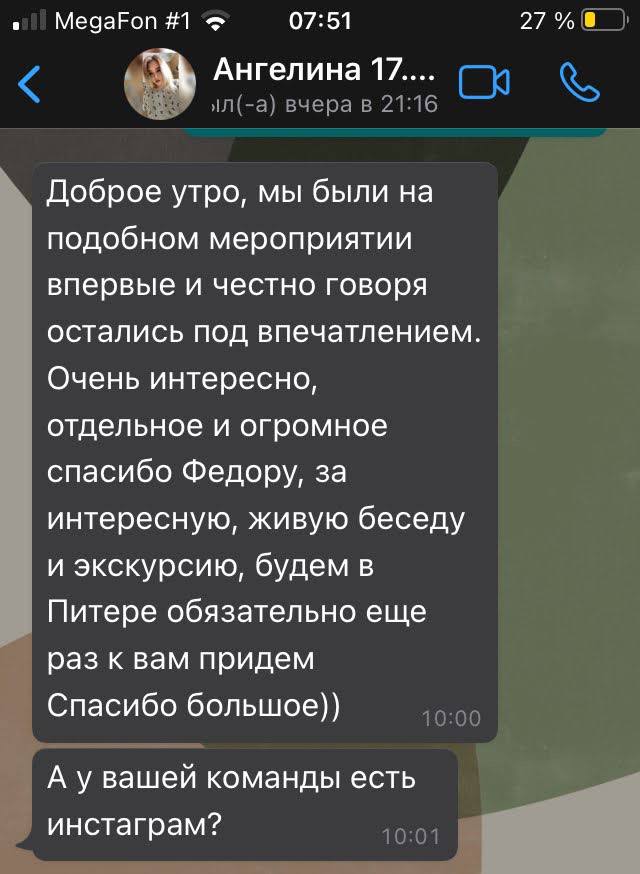 MegaFon #1 07:51 27 %
Ангелина 17....
ыл(-а) вчера в 21:16
Доброе утро, мы были на
подобном мероприятии
впервые и честно говоря
остались под впечатлением.
Очень интересно,
отдельное и огромное
спасибо Федору, за
интересную, живую беседу
и экскурсию, будем в
Питере обязательно еще
раз к вам придем
Спасибо большое))
10:00
А у вашей команды есть
инстаграм?
10:01